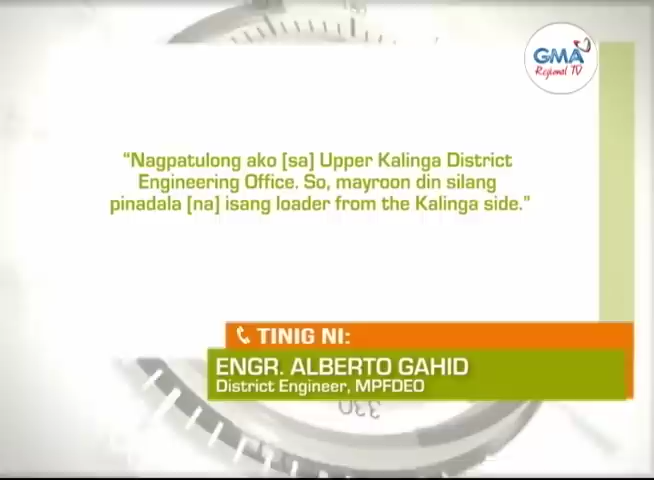 GMA
Regional TV
"Nagpatulong ako [sa] Upper Kalinga District
Engineering Office. So, mayroon din silang
pinadala [na] isang loader from the Kalinga side."
TINIG NI:
ENGR. ALBERTO GAHID
District Engineer, MPFDEO
330